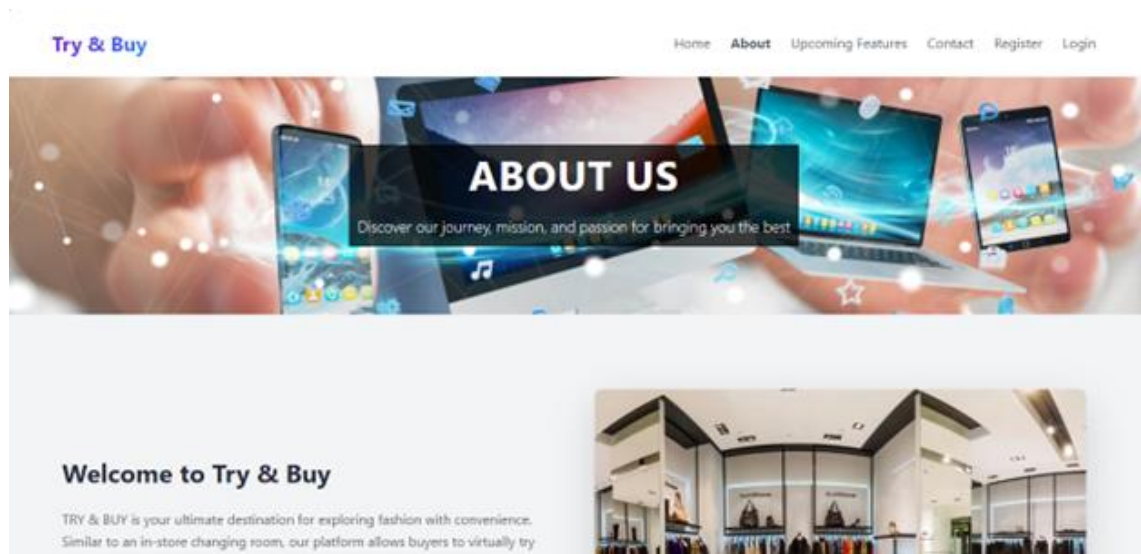 Try & Buy
Home About Upcoming Features Contact Register Login
ABOUT US
Discover our journey, mission, and passion for bringing you the best
Welcome to Try & Buy
TRY & BUY is your ultimate destination for exploring fashion with convenience.
Similar to an in-store changing room, our platform allows buyers to virtually try